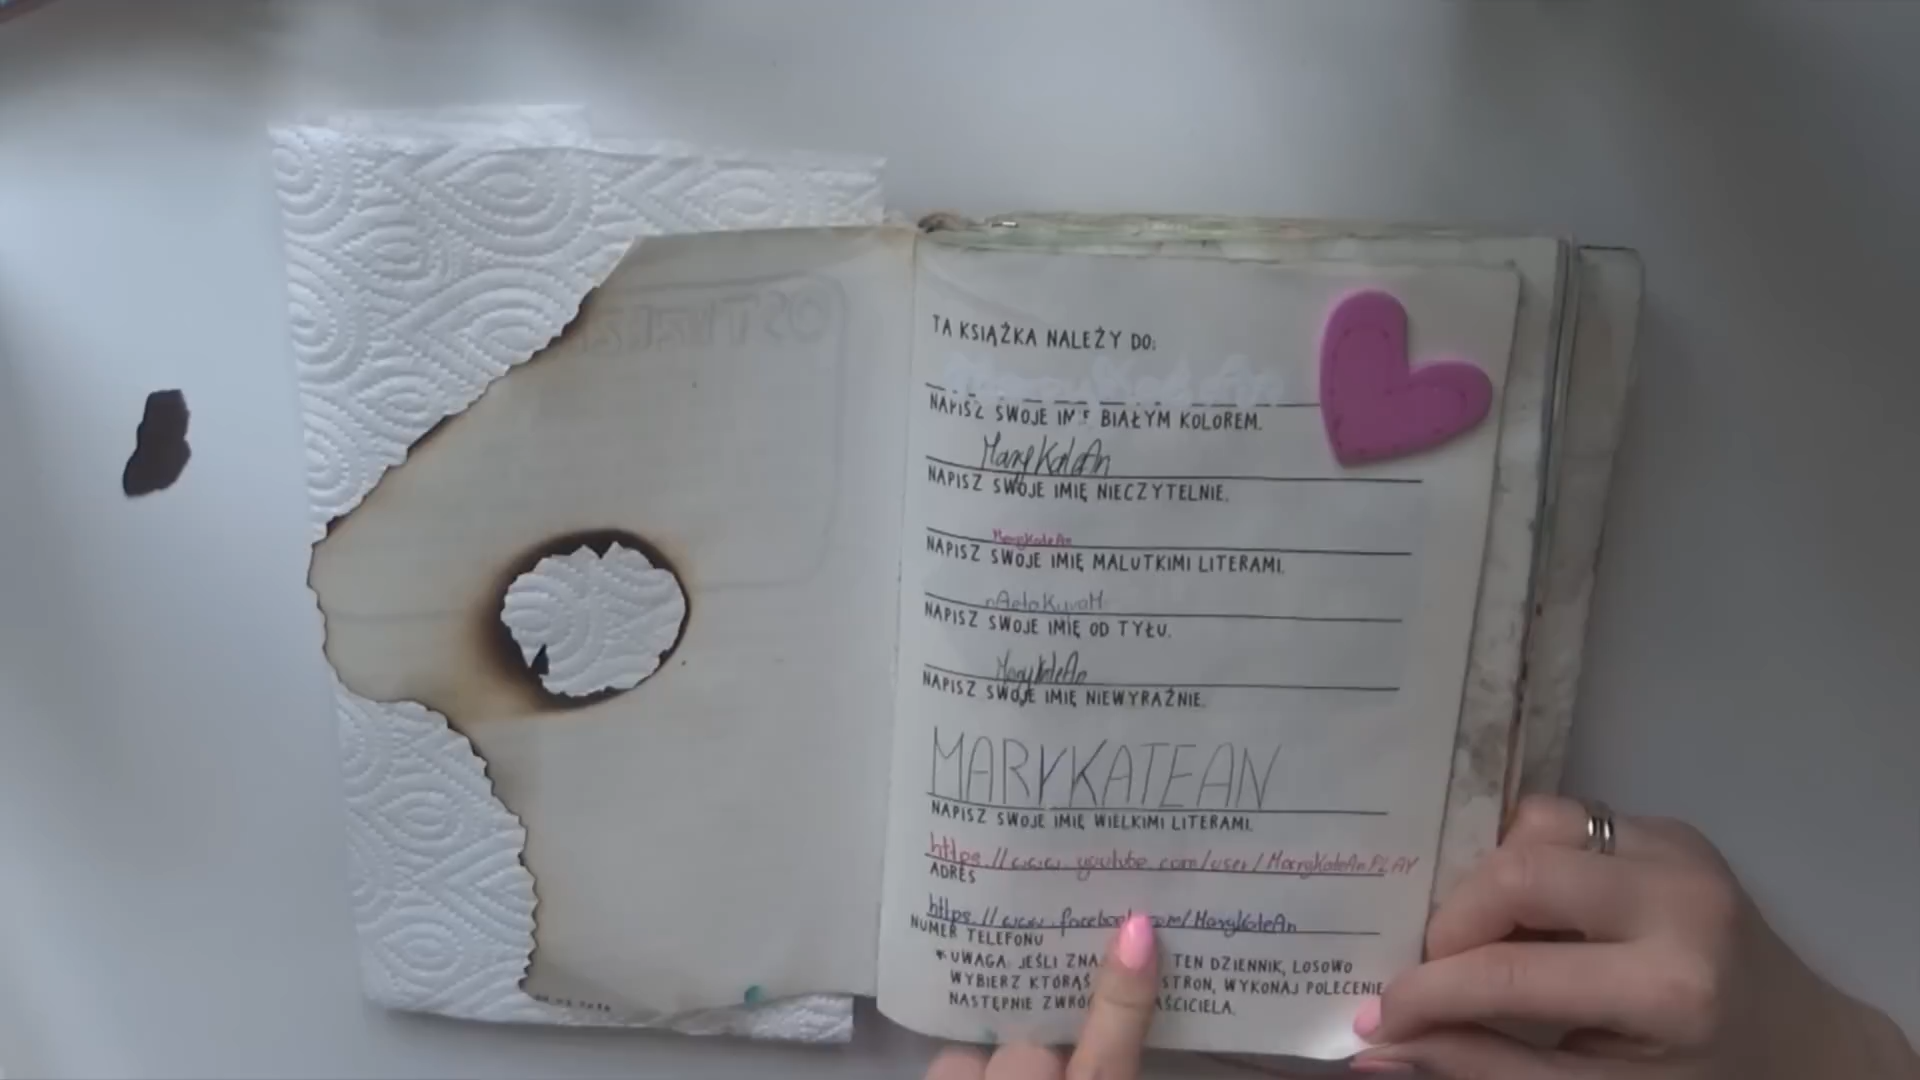 TA KSIĄŻKA NALEŻY DO:
MaryKateAn
NAPISZ SWOJE IMIĘ BIAŁYM KOLOREM.
MaryKateAn
NAPISZ SWOJE IMIĘ NIECZYTELNIE.
MaryKateAn
NAPISZ SWOJE IMIĘ MALUTKIMI LITERAMI.
nAetaKyraM
NAPISZ SWOJE IMIĘ OD TYŁU.
MaryKateAn
NAPISZ SWOJE IMIĘ NIEWYRAŹNIE.
MARYKATEAN
NAPISZ SWOJE IMIĘ WIELKIMI LITERAMI.
https://www.youtube.com/user/MaryKateAnPLAY
ADRES
https://www.facebook.com/MaryKateAn
NUMER TELEFONU
*UWAGA: JEŚLI TEN DZIENNIK, LOSOWO
WYBIERZ KTÓRĄŚ STRON, WYKONAJ POLECENIE
NASTĘPNIE